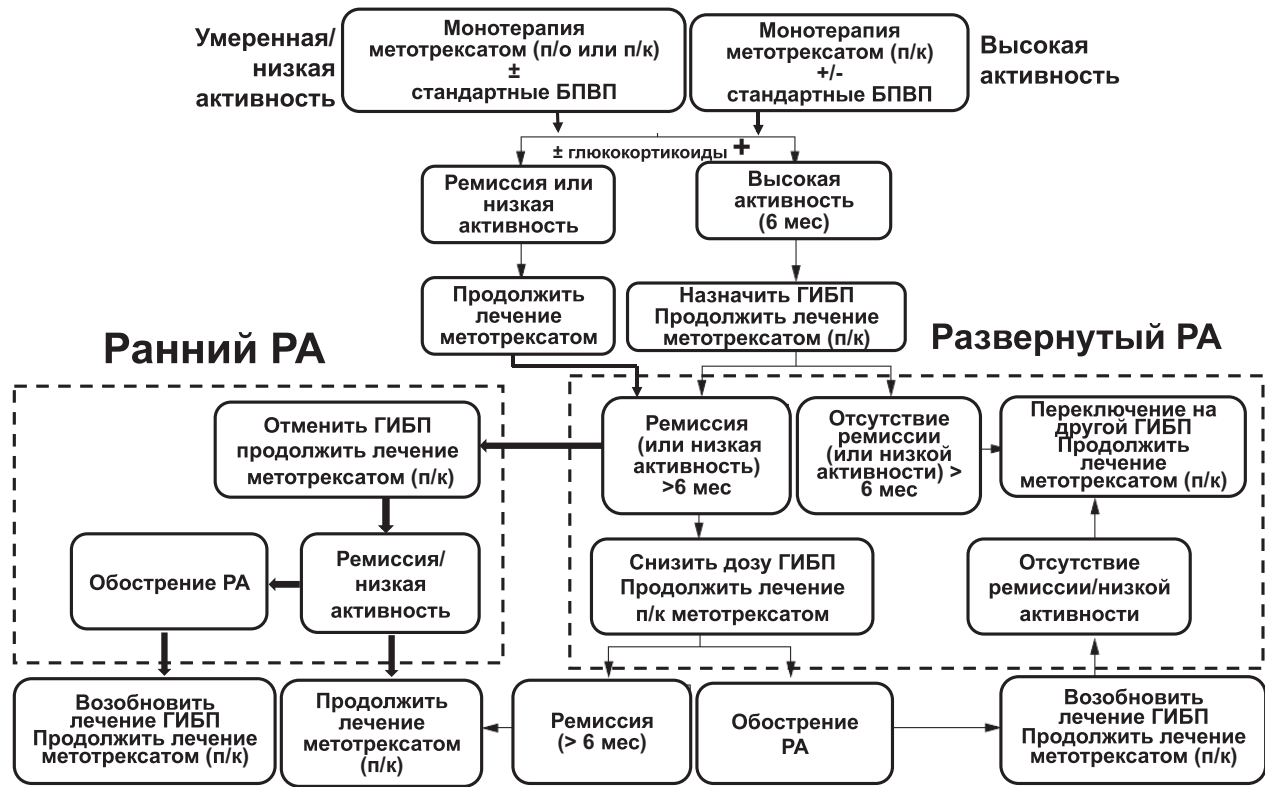 Умеренная/
низкая
активность
Монотерапия
метотрексатом (п/о или п/к)
±
стандартные БПВП
Монотерапия
метотрексатом (п/к)
+/-
стандартные БПВП
Высокая
активность
± глюкокортикоиды +
Ремиссия или
низкая
активность
Высокая
активность
(6 мес)
Продолжить
лечение
метотрексатом
Назначить ГИБП
Продолжить лечение
метотрексатом (п/к)
Ранний РА
Развернутый РА
Отменить ГИБП
продолжить лечение
метотрексатом (п/к)
Ремиссия
(или низкая
активность)
>6 мес
Отсутствие
ремиссии
(или низкой
активности) >
6 мес
Переключение на
другой ГИБП
Продолжить
лечение
метотрексатом (п/к)
Обострение РА
Ремиссия/
низкая
активность
Снизить дозу ГИБП
Продолжить лечение
п/к метотрексатом
Отсутствие
ремиссии/низкой
активности
Возобновить
лечение ГИБП
Продолжить лечение
метотрексатом (п/к)
Продолжить
лечение
метотрексатом
(п/к)
Ремиссия
(> 6 мес)
Обострение
РА
Возобновить
лечение ГИБП
Продолжить лечение
метотрексатом (п/к)